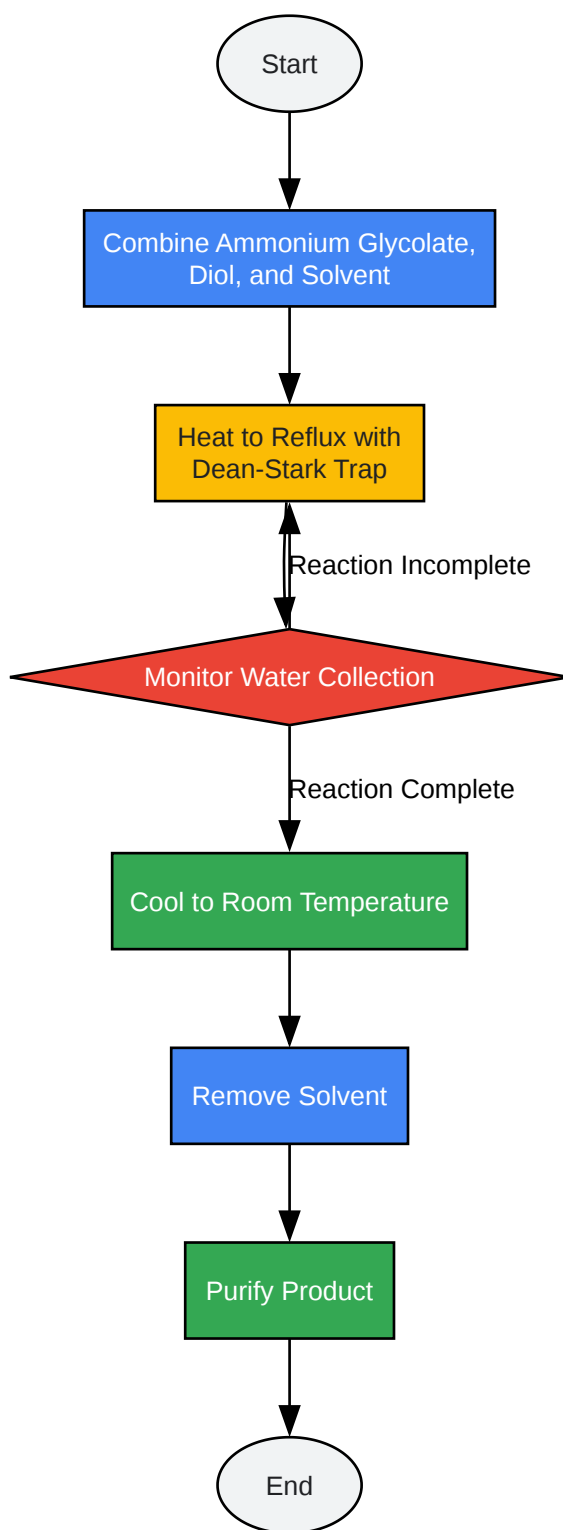 Start
Combine Ammonium Glycolate,
Diol, and Solvent
Heat to Reflux with
Dean-Stark Trap
Reaction Incomplete
Monitor Water Collection
Reaction Complete
Cool to Room Temperature
Remove Solvent
Purify Product
End